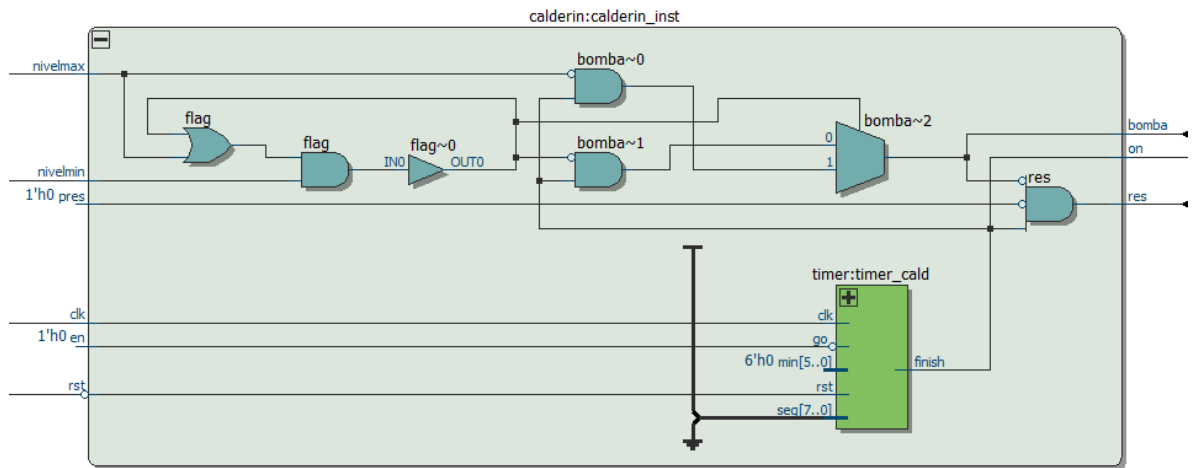 calderin:calderin_inst
nivelmax
bomba~0
flag
flag
flag~0
IN0 OUT0
bomba~1
bomba~2
0
1
bomba
on
nivelmin
1'h0 pres
res
res
timer:timer_cald
clk
clk
1'h0 en
go
6'h0 min[5..0]
finish
rst
rst
seg[7..0]